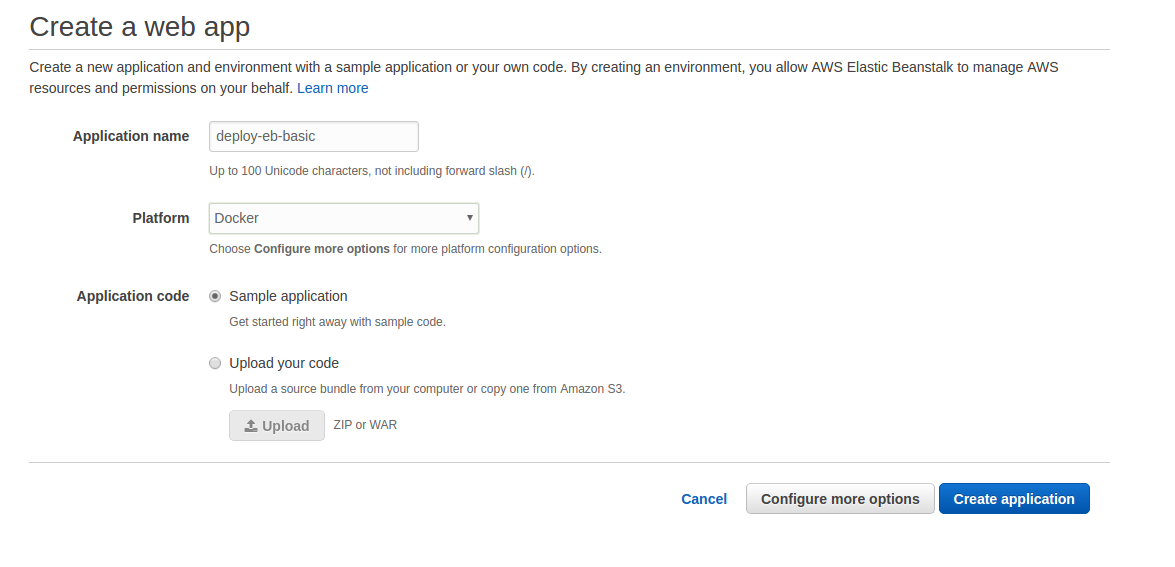 Create a web app
Create a new application and environment with a sample application or your own code. By creating an environment, you allow AWS Elastic Beanstalk to manage AWS
resources and permissions on your behalf. Learn more
Application name deploy-eb-basic
Up to 100 Unicode characters, not including forward slash (/).
Platform Docker
Choose Configure more options for more platform configuration options.
Application code Sample application
Get started right away with sample code.
Upload your code
Upload a source bundle from your computer or copy one from Amazon S3.
Upload ZIP or WAR
Cancel Configure more options Create application